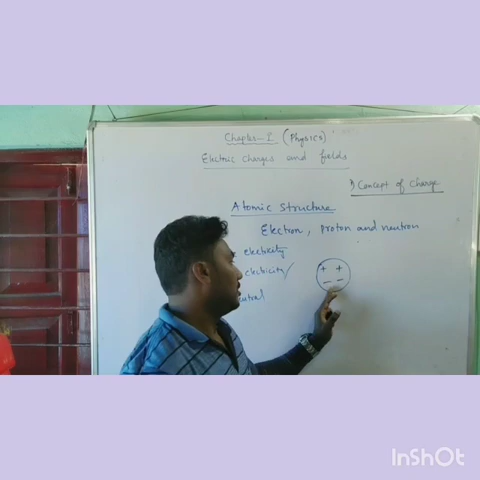 Chapter-1 (Physics)
Electric Charges and fields
1) Concept of Charge
Atomic Structure
Electron, Proton and neutron
electricity
electricity
neutral
+ +
- -
InShOt